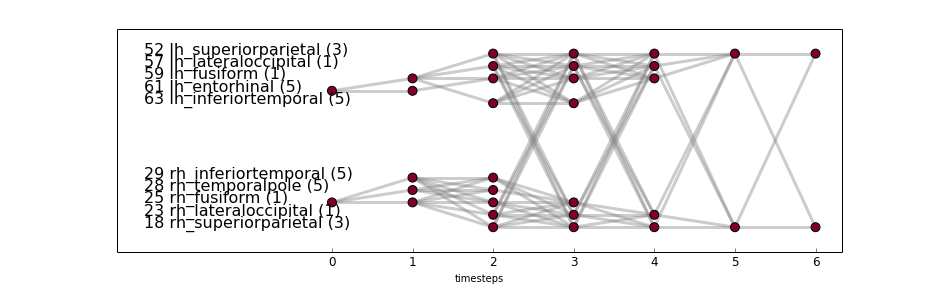 52 lh_superiorparietal (3)
57 lh_lateraloccipital (1)
59 lh_fusiform (1)
61 lh_entorhinal (5)
63 lh_inferiortemporal (5)
29 rh_inferiortemporal (5)
28 rh_temporalpole (5)
25 rh_fusiform (1)
23 rh_lateraloccipital (1)
18 rh_superiorparietal (3)
0 1 2 3 4 5 6
timesteps